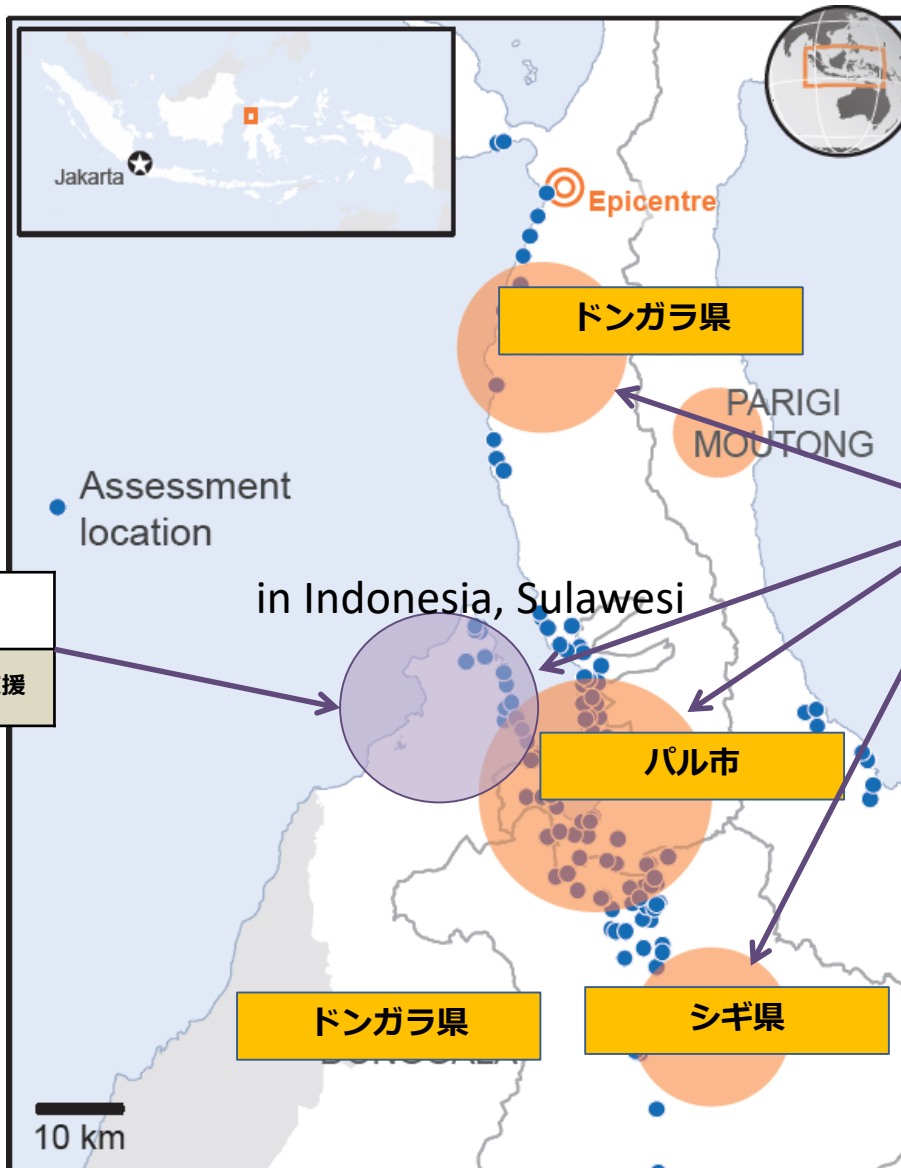 Jakarta
Epicentre
ドンガラ県
PARIGI
MOUTONG
Assessment
location
in Indonesia, Sulawesi
援
パル市
ドンガラ県
シギ県
10 km